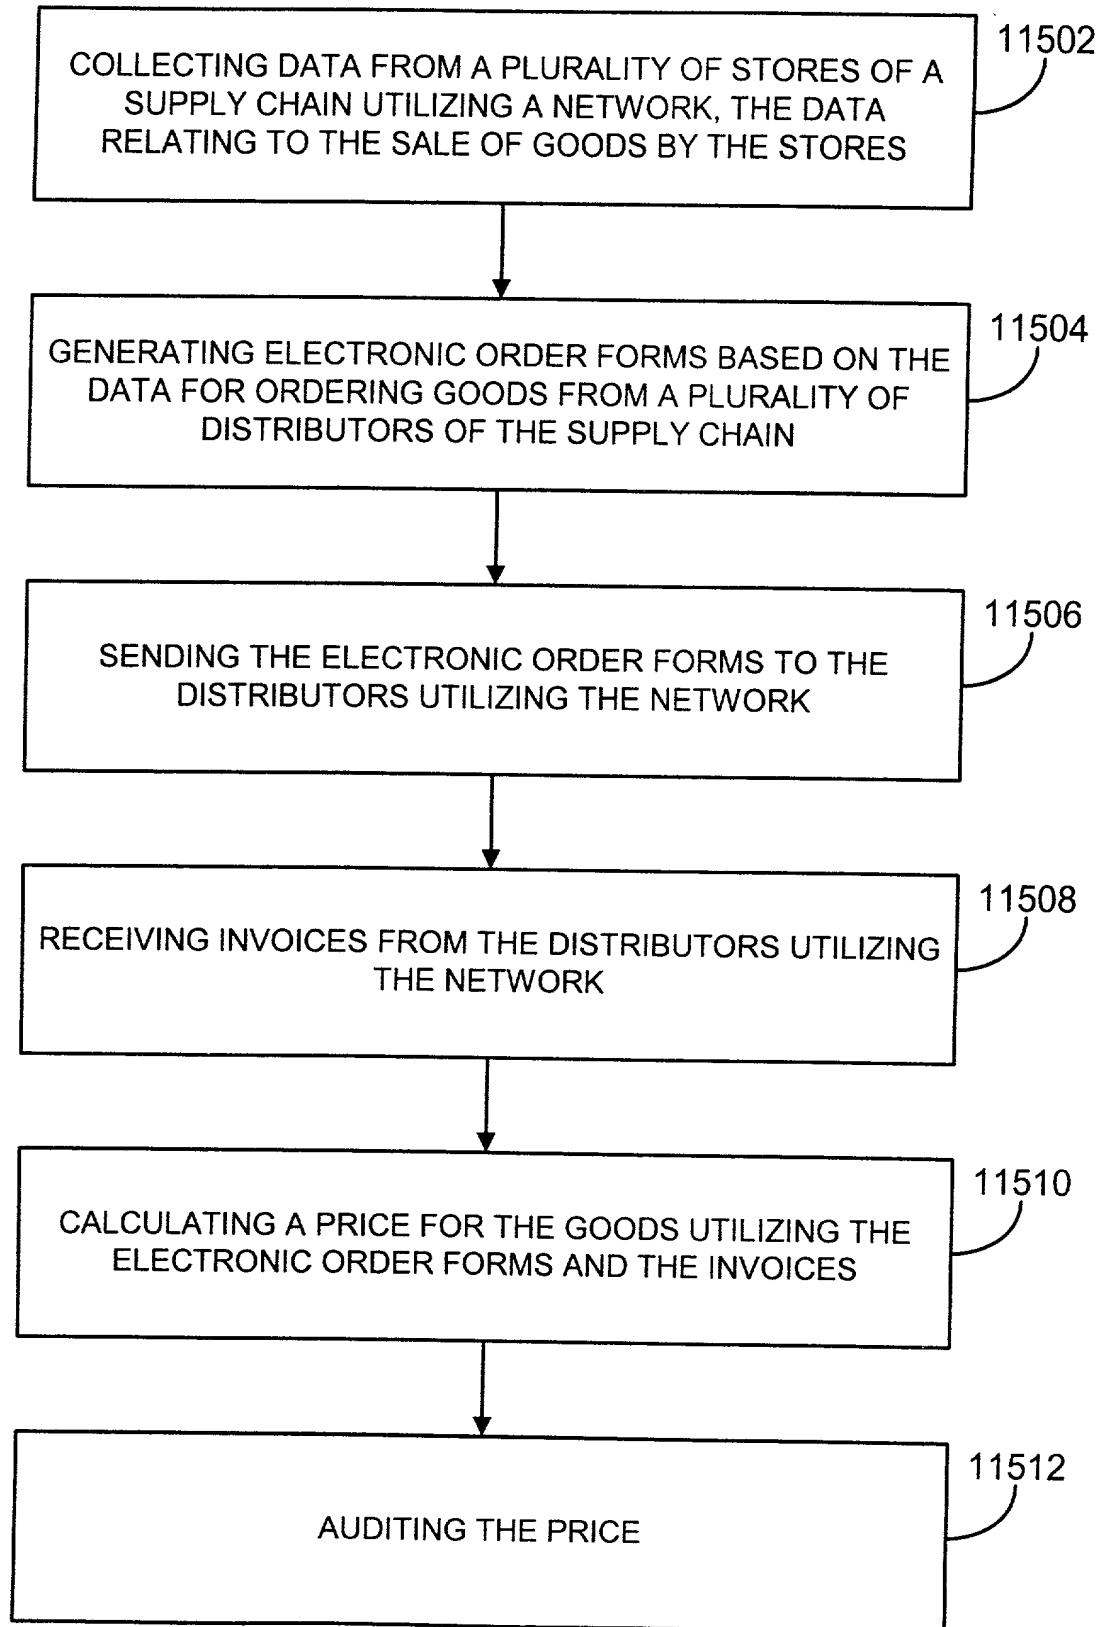 11502
COLLECTING DATA FROM A PLURALITY OF STORES OF A
SUPPLY CHAIN UTILIZING A NETWORK, THE DATA
RELATING TO THE SALE OF GOODS BY THE STORES
11504
GENERATING ELECTRONIC ORDER FORMS BASED ON THE
DATA FOR ORDERING GOODS FROM A PLURALITY OF
DISTRIBUTORS OF THE SUPPLY CHAIN
11506
SENDING THE ELECTRONIC ORDER FORMS TO THE
DISTRIBUTORS UTILIZING THE NETWORK
11508
RECEIVING INVOICES FROM THE DISTRIBUTORS UTILIZING
THE NETWORK
11510
CALCULATING A PRICE FOR THE GOODS UTILIZING THE
ELECTRONIC ORDER FORMS AND THE INVOICES
11512
AUDITING THE PRICE